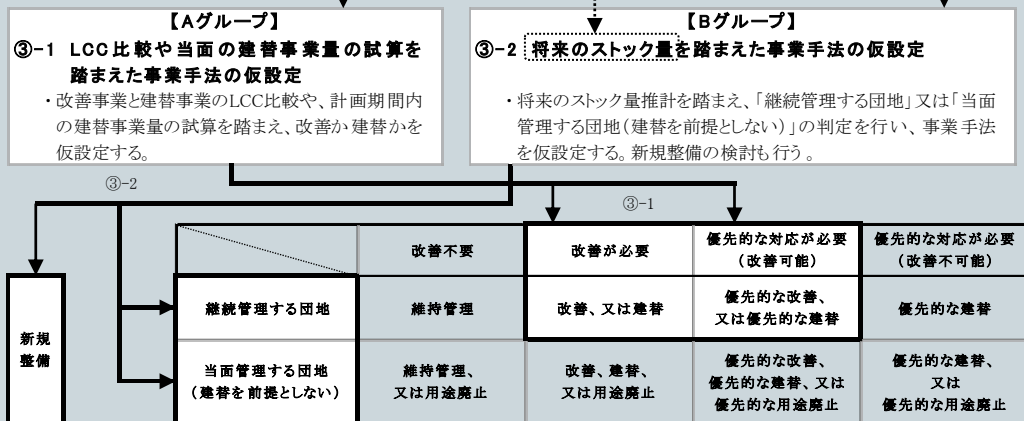 【Aグループ】
③-1 LCC比較や当面の建替事業量の試算を
踏まえた事業手法の仮設定
・改善事業と建替事業のLCC比較や、計画期間内
の建替事業量の試算を踏まえ、改善か建替かを
仮設定する。
【Bグループ】
③-2 将来のストック量を踏まえた事業手法の仮設定
・将来のストック量推計を踏まえ、「継続管理する団地」又は「当面
管理する団地(建替を前提としない)」の判定を行い、事業手法
を仮設定する。新規整備の検討も行う。
③-2
③-1
改善不要
改善が必要
優先的な対応が必要
(改善可能)
優先的な対応が必要
(改善不可能)
継続管理する団地
維持管理
改善、又は建替
優先的な改善、
又は優先的な建替
優先的な建替
新規
整備
当面管理する団地
(建替を前提としない)
維持管理、
又は用途廃止
改善、建替、
又は用途廃止
優先的な改善、
優先的な建替、又は
優先的な用途廃止
優先的な建替、
又は
優先的な用途廃止